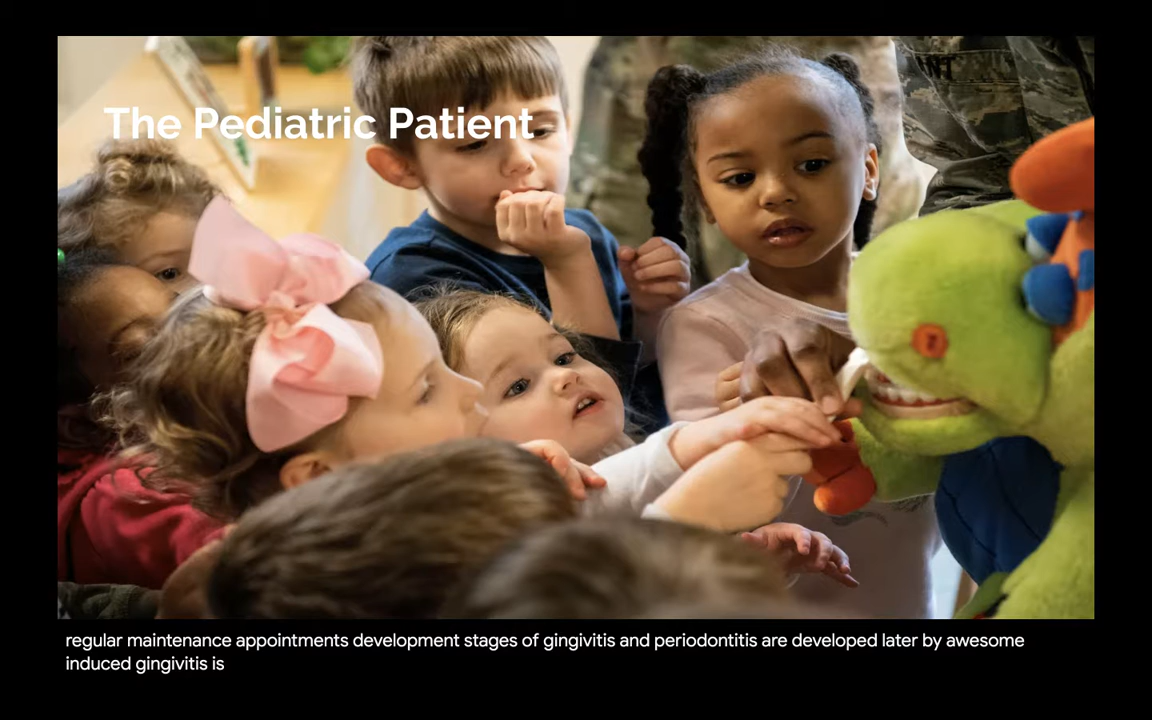 The Pediatric Patient
regular maintenance appointments development stages of gingivitis and periodontitis are developed later by awesome
induced gingivitis is